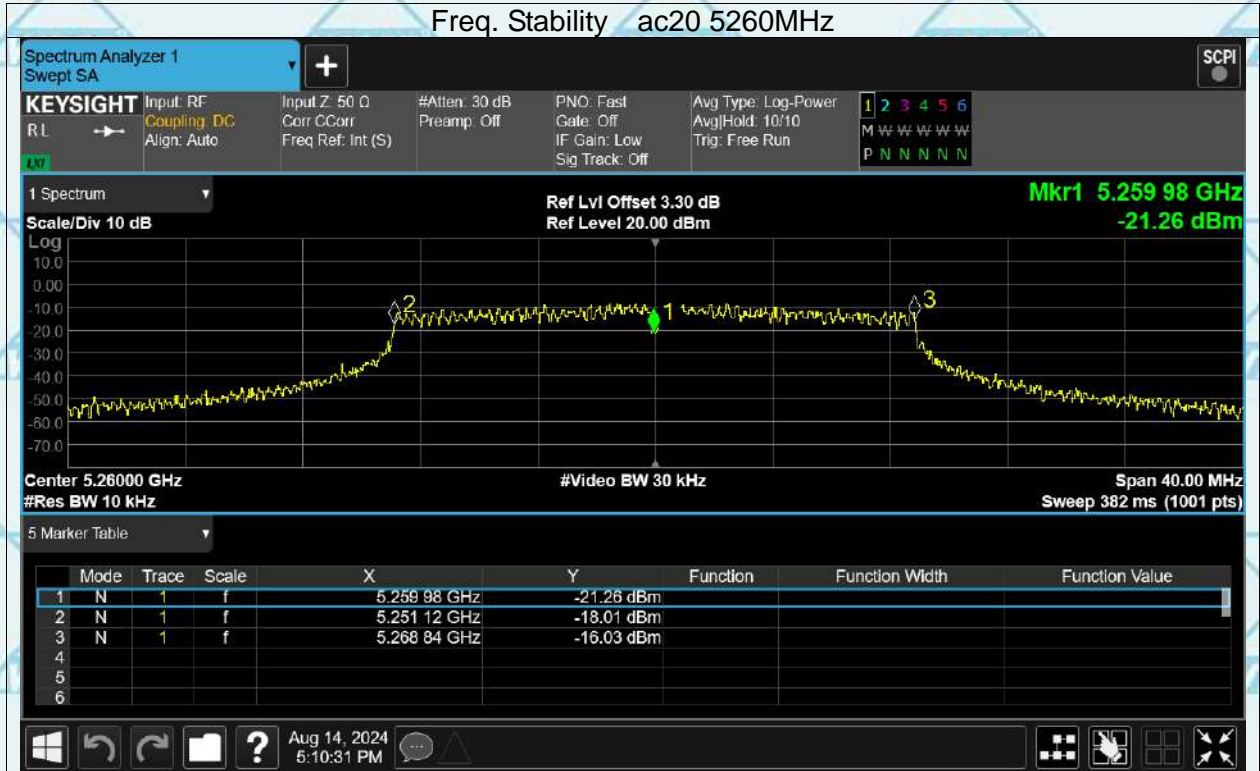 Freq. Stability ac20 5260MHz
Spectrum Analyzer 1
Swept SA
+
SCPI
KEYSIGHT Input: RF Input Z: 50 Ω #Atten: 30 dB PNO: Fast Avg Type: Log-Power 1 2 3 4 5 6
RL Coupling: DC Corr CCorr Preamp: Off Gate: Off Avg|Hold: 10/10 M W W W W W W
Align: Auto Freq Ref: Int (S) IF Gain: Low Trig: Free Run P N N N N N N
LXI Sig Track: Off
1 Spectrum Ref Lvl Offset 3.30 dB Mkr1 5.259 98 GHz
Scale/Div 10 dB Ref Level 20.00 dBm -21.26 dBm
Log
10.0
0.00
-10.0 2 1 3
-20.0
-30.0
-40.0
-50.0
-60.0
-70.0
Center 5.26000 GHz #Video BW 30 kHz Span 40.00 MHz
#Res BW 10 kHz Sweep 382 ms (1001 pts)
5 Marker Table
Mode Trace Scale X Y Function Function Width Function Value
1 N 1 f 5.259 98 GHz -21.26 dBm
2 N 1 f 5.251 12 GHz -18.01 dBm
3 N 1 f 5.268 84 GHz -16.03 dBm
4
5
6
? Aug 14, 2024
5:10:31 PM